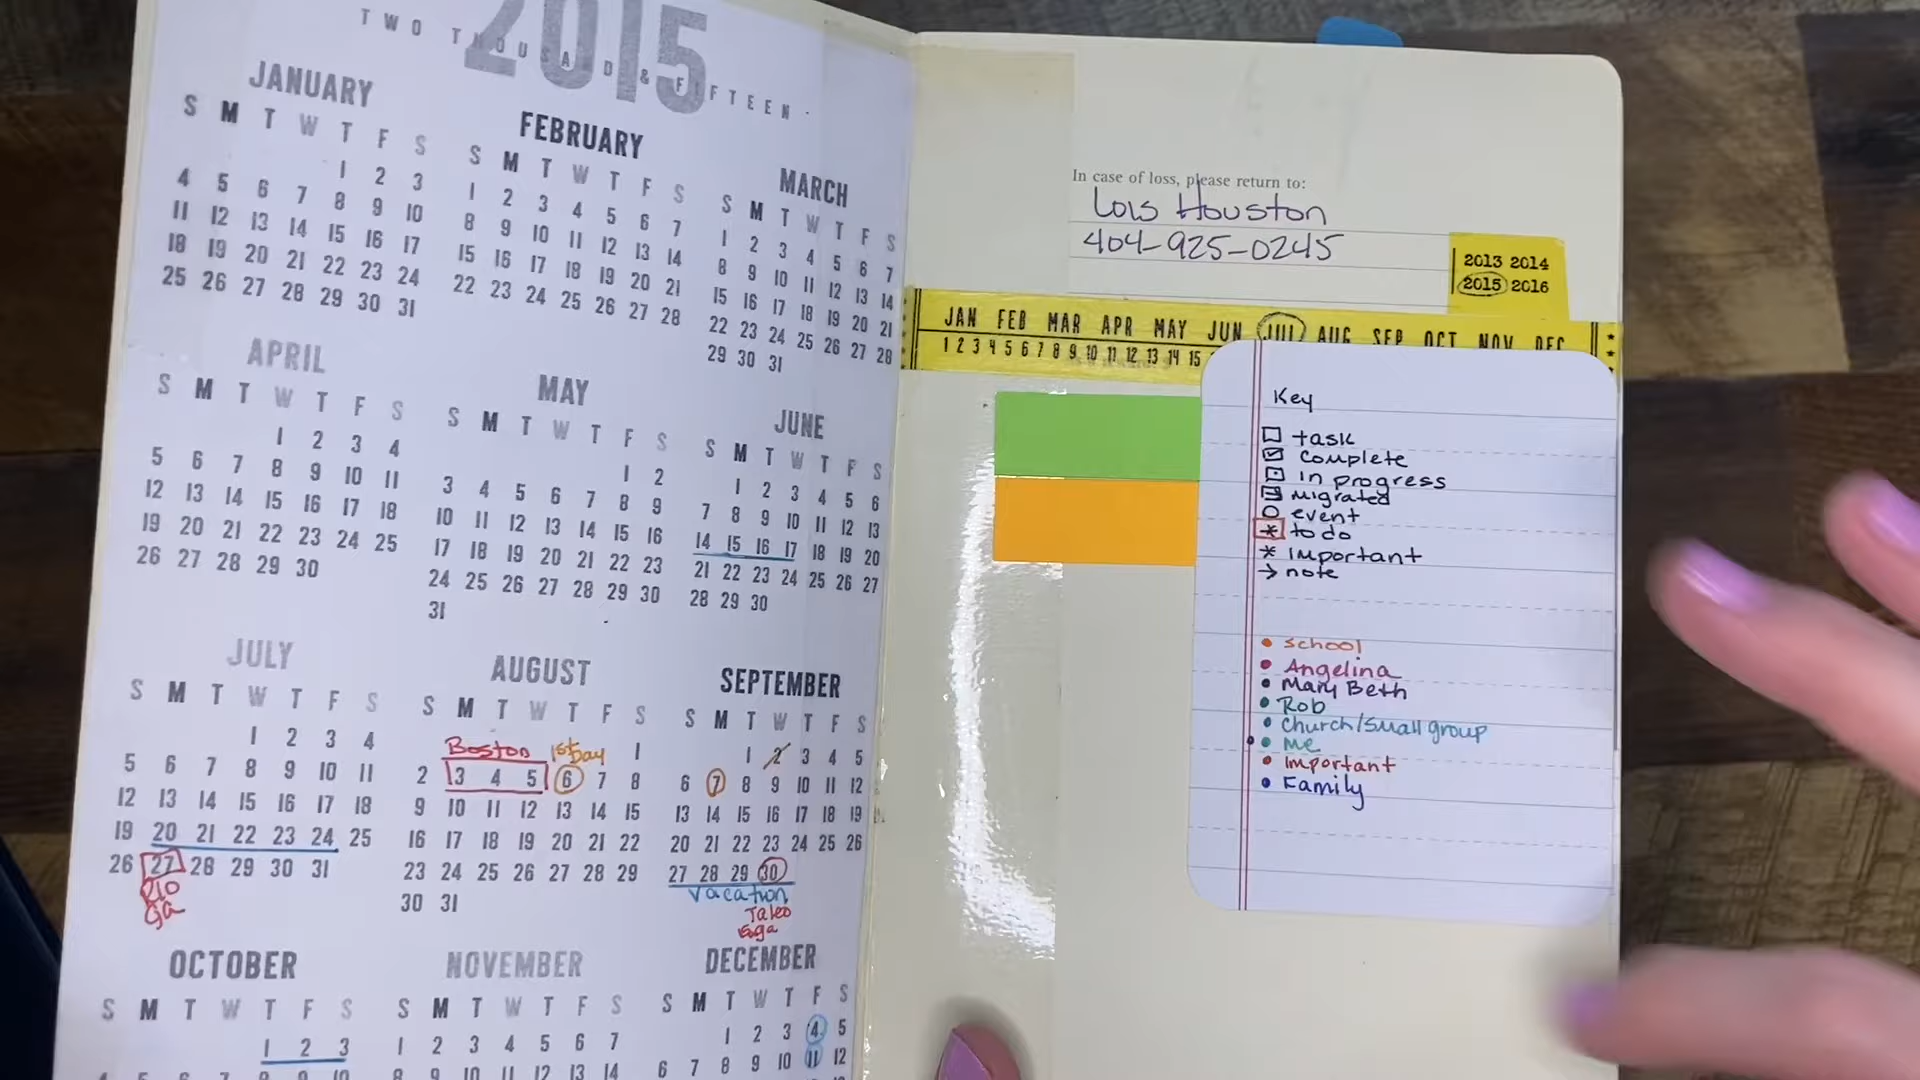 2015
TWO THOUSAND & FIFTEEN
JANUARY
S M T W T F S
1 2 3
4 5 6 7 8 9 10
11 12 13 14 15 16 17
18 19 20 21 22 23 24
25 26 27 28 29 30 31
FEBRUARY
S M T W T F S
1 2 3 4 5 6 7
8 9 10 11 12 13 14
15 16 17 18 19 20 21
22 23 24 25 26 27 28
MARCH
S M T W T F S
1 2 3 4 5 6 7
8 9 10 11 12 13 14
15 16 17 18 19 20 21
22 23 24 25 26 27 28
29 30 31
APRIL
S M T W T F S
1 2 3 4
5 6 7 8 9 10 11
12 13 14 15 16 17 18
19 20 21 22 23 24 25
26 27 28 29 30
MAY
S M T W T F S
1 2
3 4 5 6 7 8 9
10 11 12 13 14 15 16
17 18 19 20 21 22 23
24 25 26 27 28 29 30
31
JUNE
S M T W T F S
1 2 3 4 5 6
7 8 9 10 11 12 13
14 15 16 17 18 19 20
21 22 23 24 25 26 27
28 29 30
JULY
S M T W T F S
1 2 3 4
5 6 7 8 9 10 11
12 13 14 15 16 17 18
19 20 21 22 23 24 25
26 27 28 29 30 31
AUGUST
S M T W T F S
Boston 1st Day 1
2 3 4 5 6 7 8
9 10 11 12 13 14 15
16 17 18 19 20 21 22
23 24 25 26 27 28 29
30 31
SEPTEMBER
S M T W T F S
1 2 3 4 5
6 7 8 9 10 11 12
13 14 15 16 17 18 19
20 21 22 23 24 25 26
27 28 29 30
Vacation
OCTOBER
S M T W T F S
1 2 3
NOVEMBER
S M T W T F S
1 2 3 4 5 6 7
8 9 10 11 12 13 14
DECEMBER
S M T W T F S
1 2 3 4 5
6 7 8 9 10 11 12
In case of loss, please return to:
Lois Houston
404-925-0245
2013 2014
2015 2016
JAN FEB MAR APR MAY JUN JUL AUG SEP OCT NOV DEC
1 2 3 4 5 6 7 8 9 10 11 12 13 14 15
Key
task
complete
in progress
migrated
event
to do
* important
→ note
• school
• Angelina
• Mary Beth
• Rob
• Church/small group
• Me
• Important
• Family